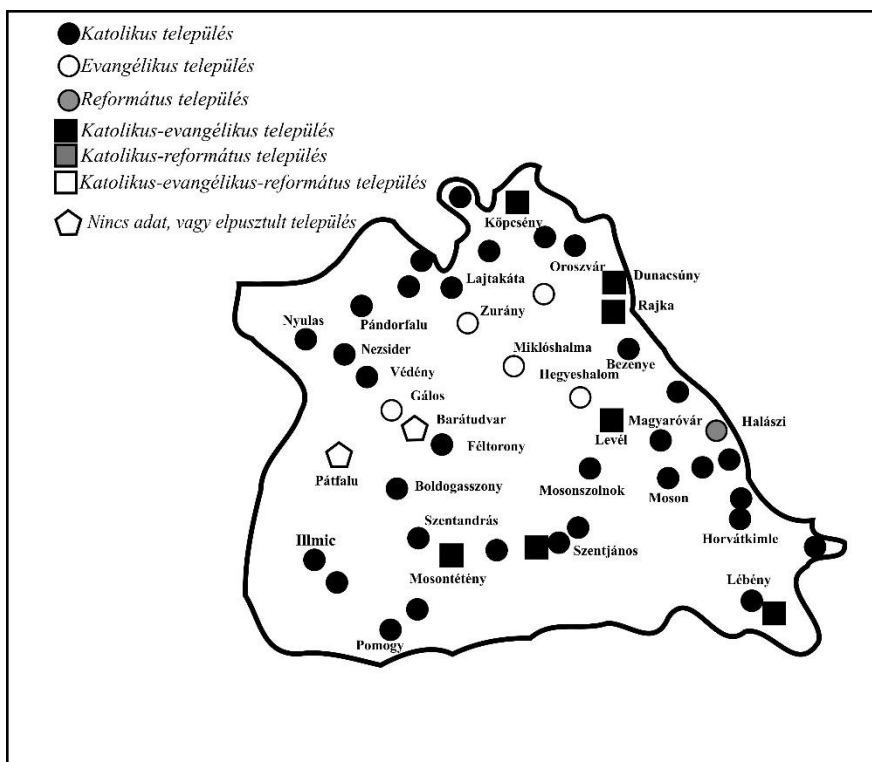 Katolikus település
Evangélikus település
Református település
Katolikus-evangélikus település
Katolikus-református település
Katolikus-evangélikus-református település
Nincs adat, vagy elpusztult település
Köpcsény
Oroszvár
Dunacsúny
Lajtakáta
Rajka
Zurány
Pándorfalu
Nyulas
Nezsider
Miklóshalma
Bezenye
Védény
Hegyeshalom
Gálos
Barátudvar
Magyaróvár
Halászi
Levél
Féltorony
Pátfalu
Mosonszolnok
Moson
Boldogasszony
Szentandrás
Horvátkimle
Illmic
Szentjános
Mosontétény
Lébény
Pomogy